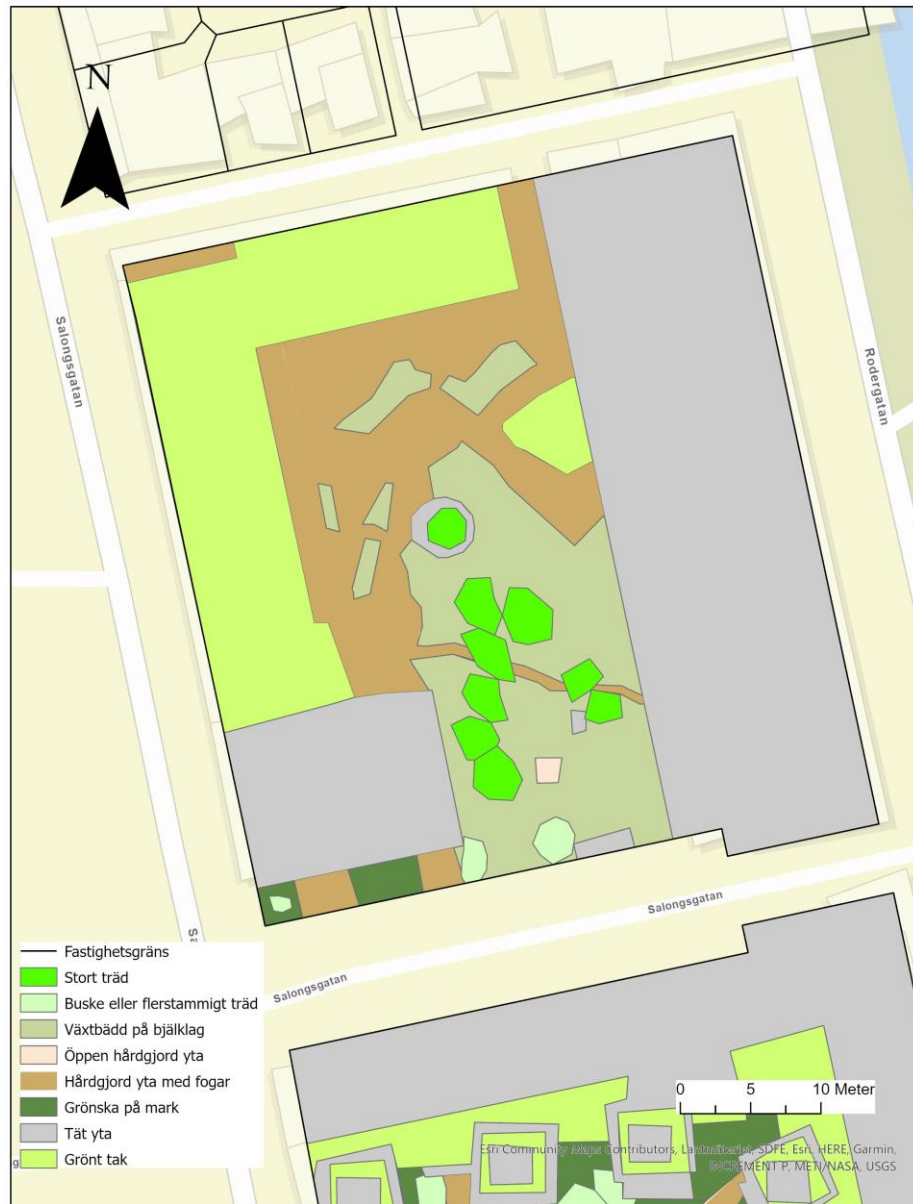 N
Salongsgatan
Rodergatan
Salongsgatan
Sa
Salongsgatan
Fastighetsgräns
Stort träd
Buske eller flerstammigt träd
Växtbädd på bjälklag
Öppen hårdgjord yta
Hårdgjord yta med fogar
Grönska på mark
Tät yta
Grönt tak
0 5 10 Meter
Esri Community Maps Contributors, Lantmäteriet, SDFE, Esri, HERE, Garmin,
INCREMENT P, METI/NASA, USGS